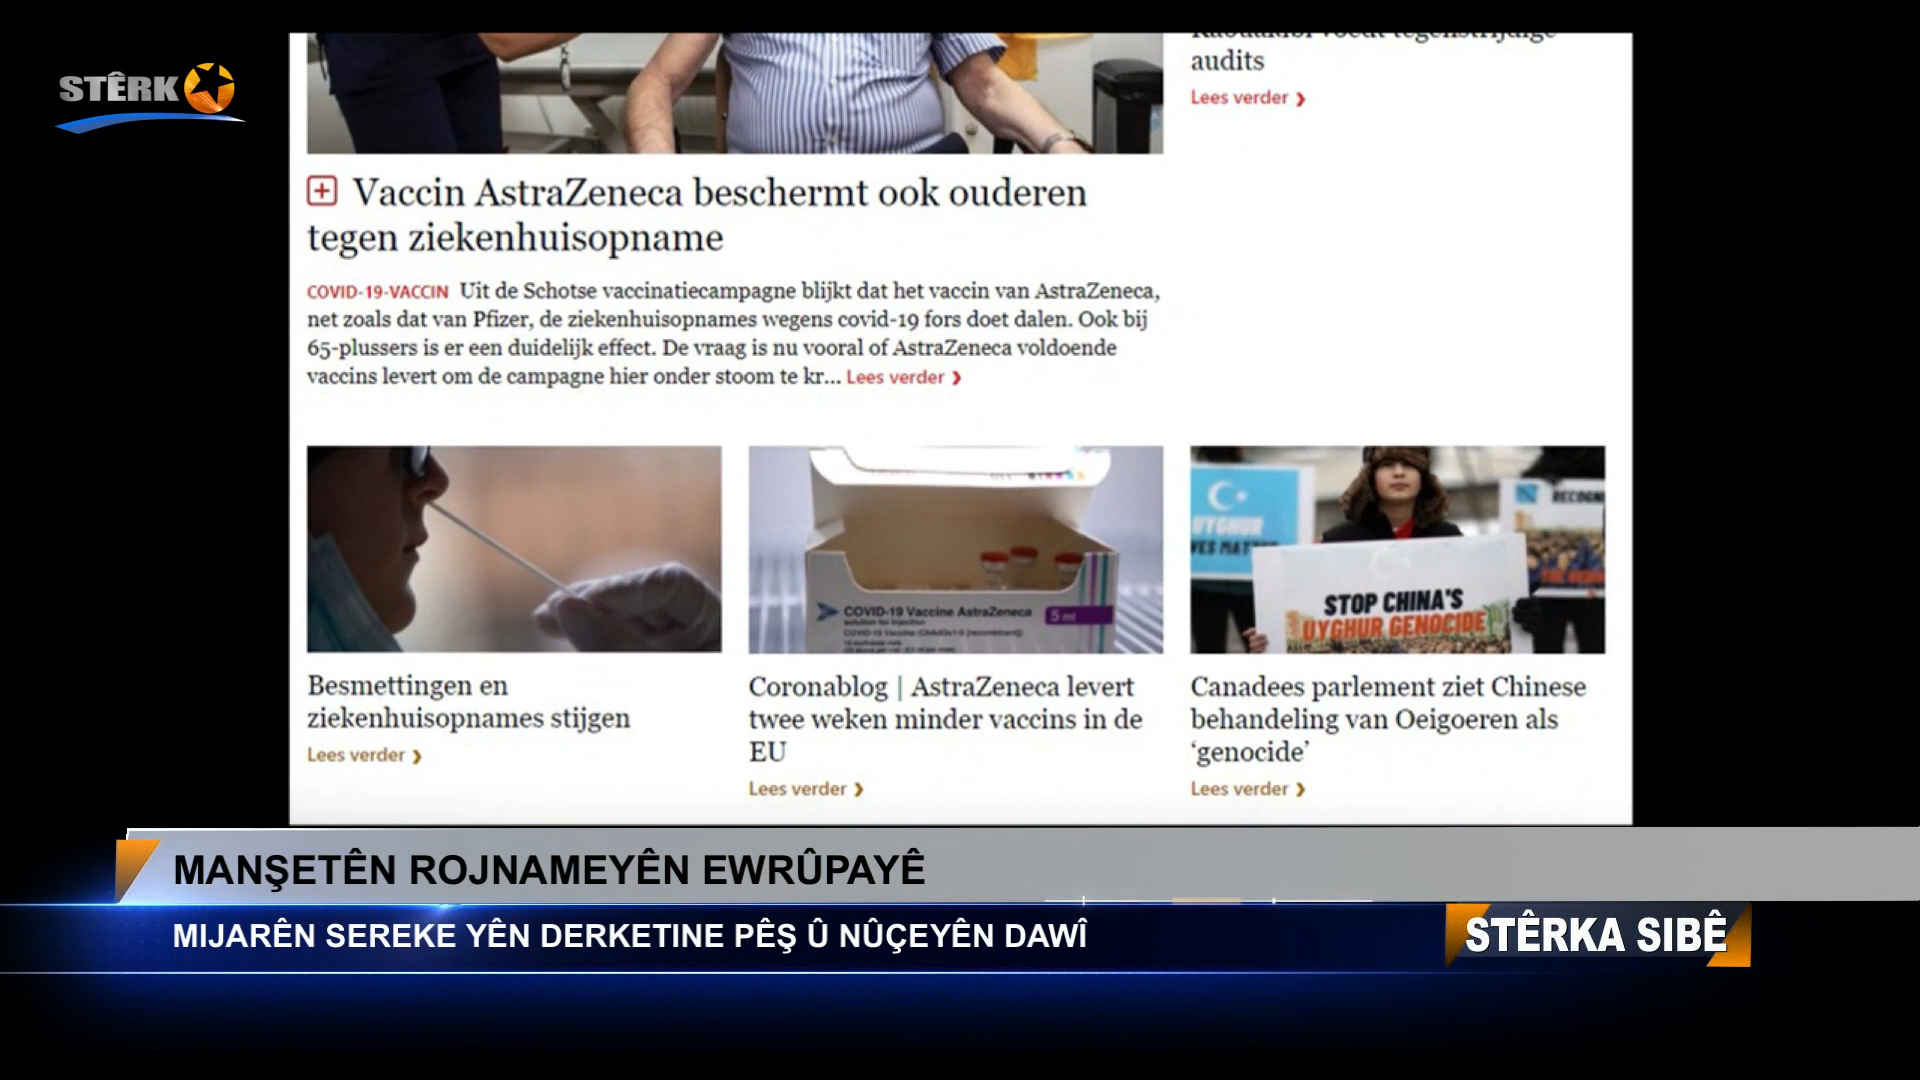 STÊRK
audits
Lees verder ❯
Vaccin AstraZeneca beschermt ook ouderen
tegen ziekenhuisopname
COVID-19-VACCIN Uit de Schotse vaccinatiecampagne blijkt dat het vaccin van AstraZeneca,
net zoals dat van Pfizer, de ziekenhuisopnames wegens covid-19 fors doet dalen. Ook bij
65-plussers is er een duidelijk effect. De vraag is nu vooral of AstraZeneca voldoende
vaccins levert om de campagne hier onder stoom te kr... Lees verder ❯
COVID-19 Vaccine AstraZeneca
5 ml
solution for injection
UYGHUR
STOP CHINA'S
UYGHUR GENOCIDE
Besmettingen en
ziekenhuisopnames stijgen
Lees verder ❯
Coronablog | AstraZeneca levert
twee weken minder vaccins in de
EU
Lees verder ❯
Canadees parlement ziet Chinese
behandeling van Oeigoeren als
‘genocide’
Lees verder ❯
MANŞETÊN ROJNAMEYÊN EWRÛPAYÊ
MIJARÊN SEREKE YÊN DERKETINE PÊŞ Û NÛÇEYÊN DAWÎ
STÊRKA SIBÊ